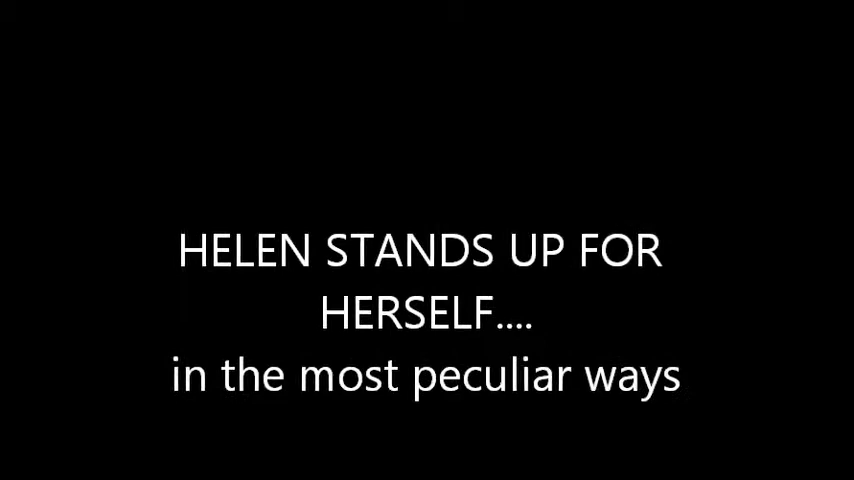 HELEN STANDS UP FOR
HERSELF....
in the most peculiar ways